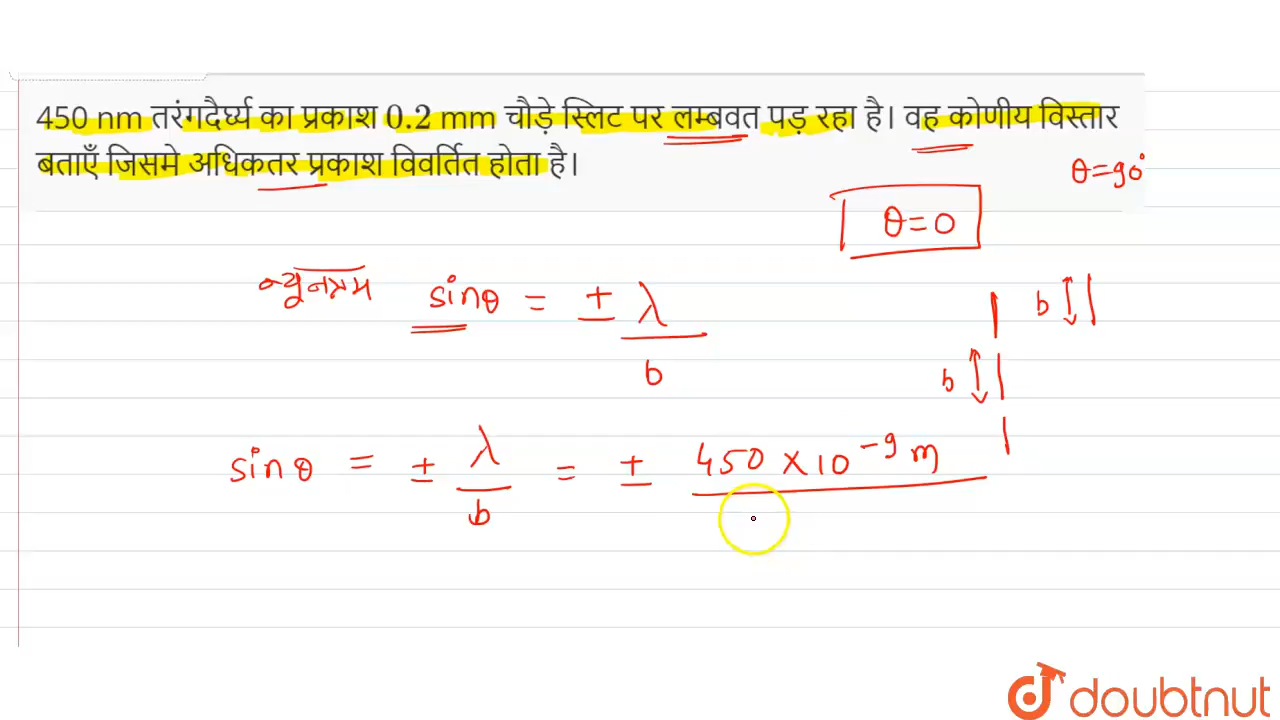 450 nm तरंगदैर्घ्य का प्रकाश 0.2 mm चौड़े स्लिट पर लम्बवत पड़ रहा है। वह कोणीय विस्तार
बताएँ जिसमे अधिकतर प्रकाश विवर्तित होता है।
θ=90°
θ=0
न्यूनतम sinθ = ± λ/b
b
b
sinθ = ± λ/b = ± 450 × 10⁻⁹ m
doubtnut